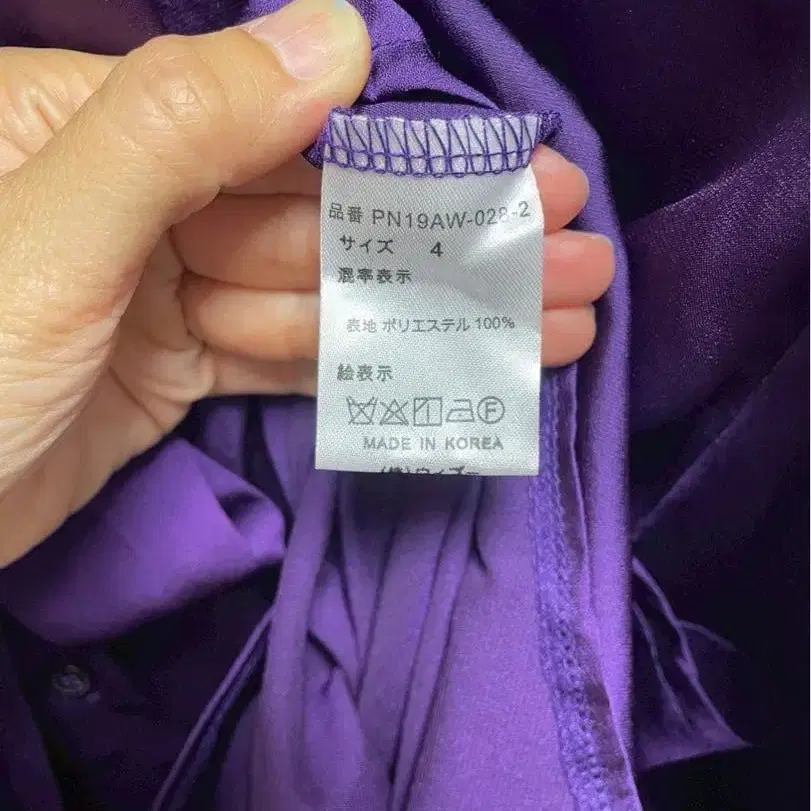 品番 PN19AW-028-2
サイズ 4
混率表示
表地 ポリエステル 100%
絵表示
Ⓕ
MADE IN KOREA